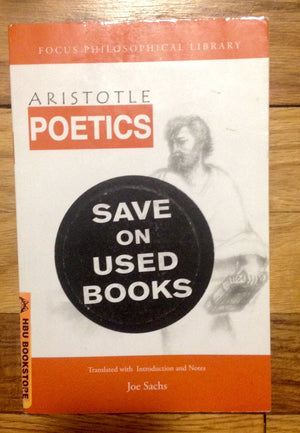 FOCUS PHILOSOPHICAL LIBRARY
ARISTOTLE
POETICS
SAVE
ON
USED
BOOKS
HBU BOOKSTORE
Translated with Introduction and Notes
Joe Sachs